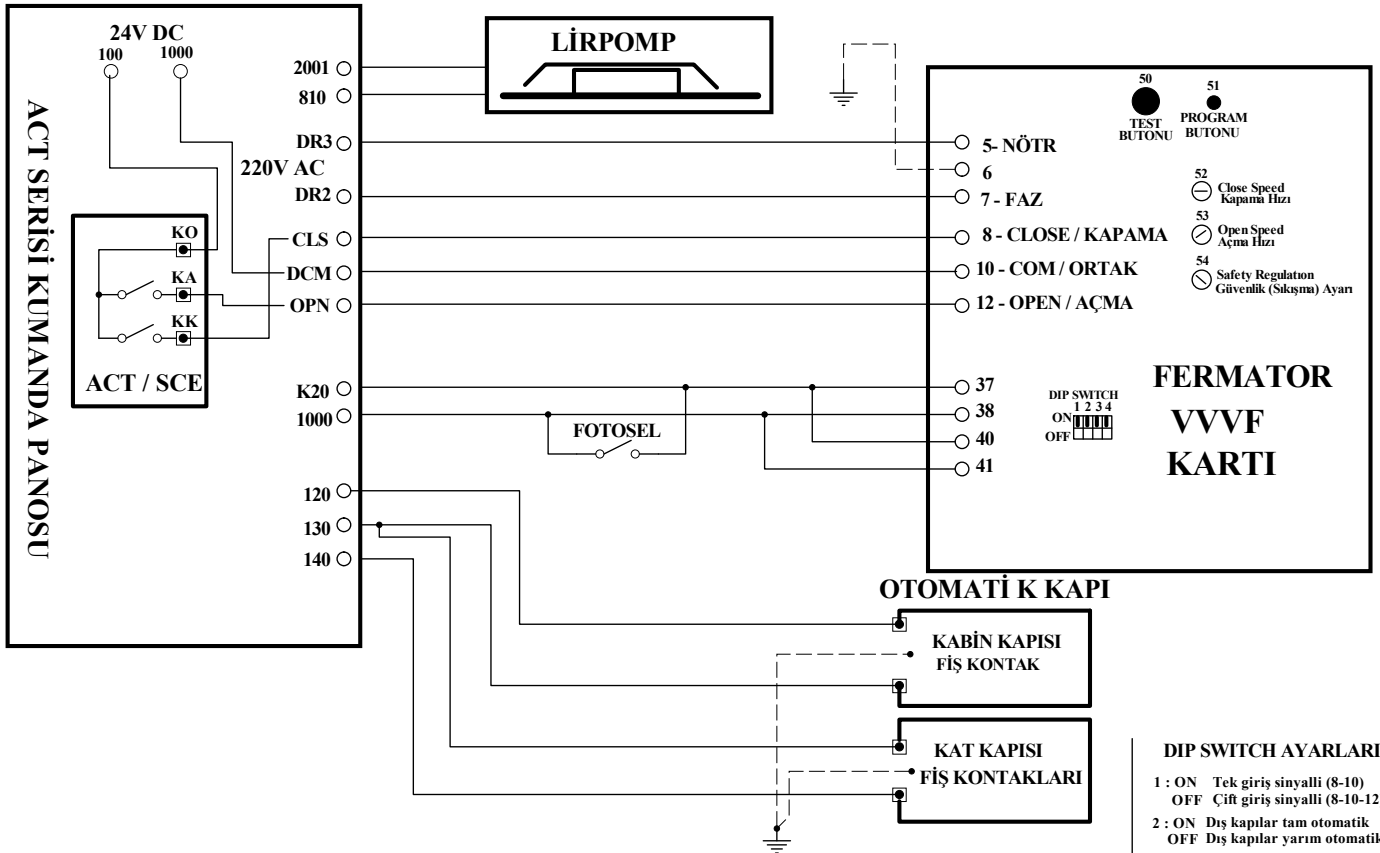 ACT SERİSİ KUMANDA PANOSU
24V DC
100
1000
2001
810
DR3
220V AC
DR2
CLS
DCM
OPN
KO
KA
KK
ACT / SCE
K20
1000
120
130
140
LİRPOMP
FOTOSEL
50
TEST
BUTONU
51
PROGRAM
BUTONU
52
Close Speed
Kapama Hızı
53
Open Speed
Açma Hızı
54
Safety Regulatıon
Güvenlik (Sıkışma) Ayarı
5- NÖTR
6
7 - FAZ
8 - CLOSE / KAPAMA
10 - COM / ORTAK
12 - OPEN / AÇMA
37
38
40
41
DIP SWITCH
1 2 3 4
ON
OFF
FERMATOR
VVVF
KARTI
OTOMATİ K KAPI
KABİN KAPISI
FİŞ KONTAK
KAT KAPISI
FİŞ KONTAKLARI
DIP SWITCH AYARLARI
1 : ON Tek giriş sinyalli (8-10)
OFF Çift giriş sinyalli (8-10-12
2 : ON Dış kapılar tam otomatik
OFF Dış kapılar yarım otomatik